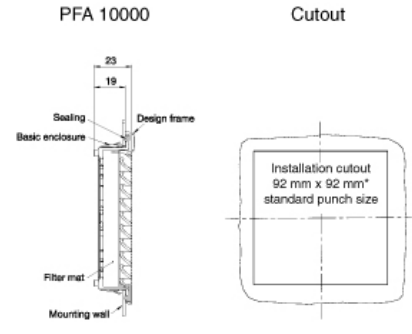 PFA 10000
Cutout
23
19
Sealing
Design frame
Basic enclosure
Installation cutout
92 mm x 92 mm*
standard punch size
Filter mat
Mounting wall